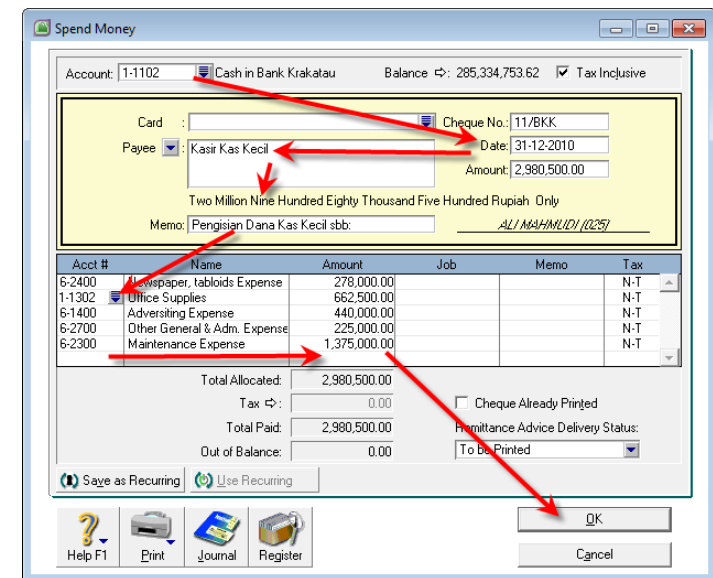 Spend Money
Account: 1-1102 Cash in Bank Krakatau Balance ⇨: 285,334,753.62 Tax Inclusive
Card : Cheque No.: 11/BKK
Payee : Kasir Kas Kecil Date: 31-12-2010
Amount: 2,980,500.00
Two Million Nine Hundred Eighty Thousand Five Hundred Rupiah Only
Memo: Pengisian Dana Kas Kecil sbb: ALI MAHMUDI (025)
Acct # Name Amount Job Memo Tax
6-2400 Newspaper, tabloids Expense 278,000.00 N-T
1-1302 Office Supplies 662,500.00 N-T
6-1400 Adversiting Expense 440,000.00 N-T
6-2700 Other General & Adm. Expense 225,000.00 N-T
6-2300 Maintenance Expense 1,375,000.00 N-T
Total Allocated: 2,980,500.00
Tax ⇨: 0.00 Cheque Already Printed
Total Paid: 2,980,500.00 Remittance Advice Delivery Status:
Out of Balance: 0.00 To be Printed
Save as Recurring Use Recurring
OK
Help F1 Print Journal Register Cancel